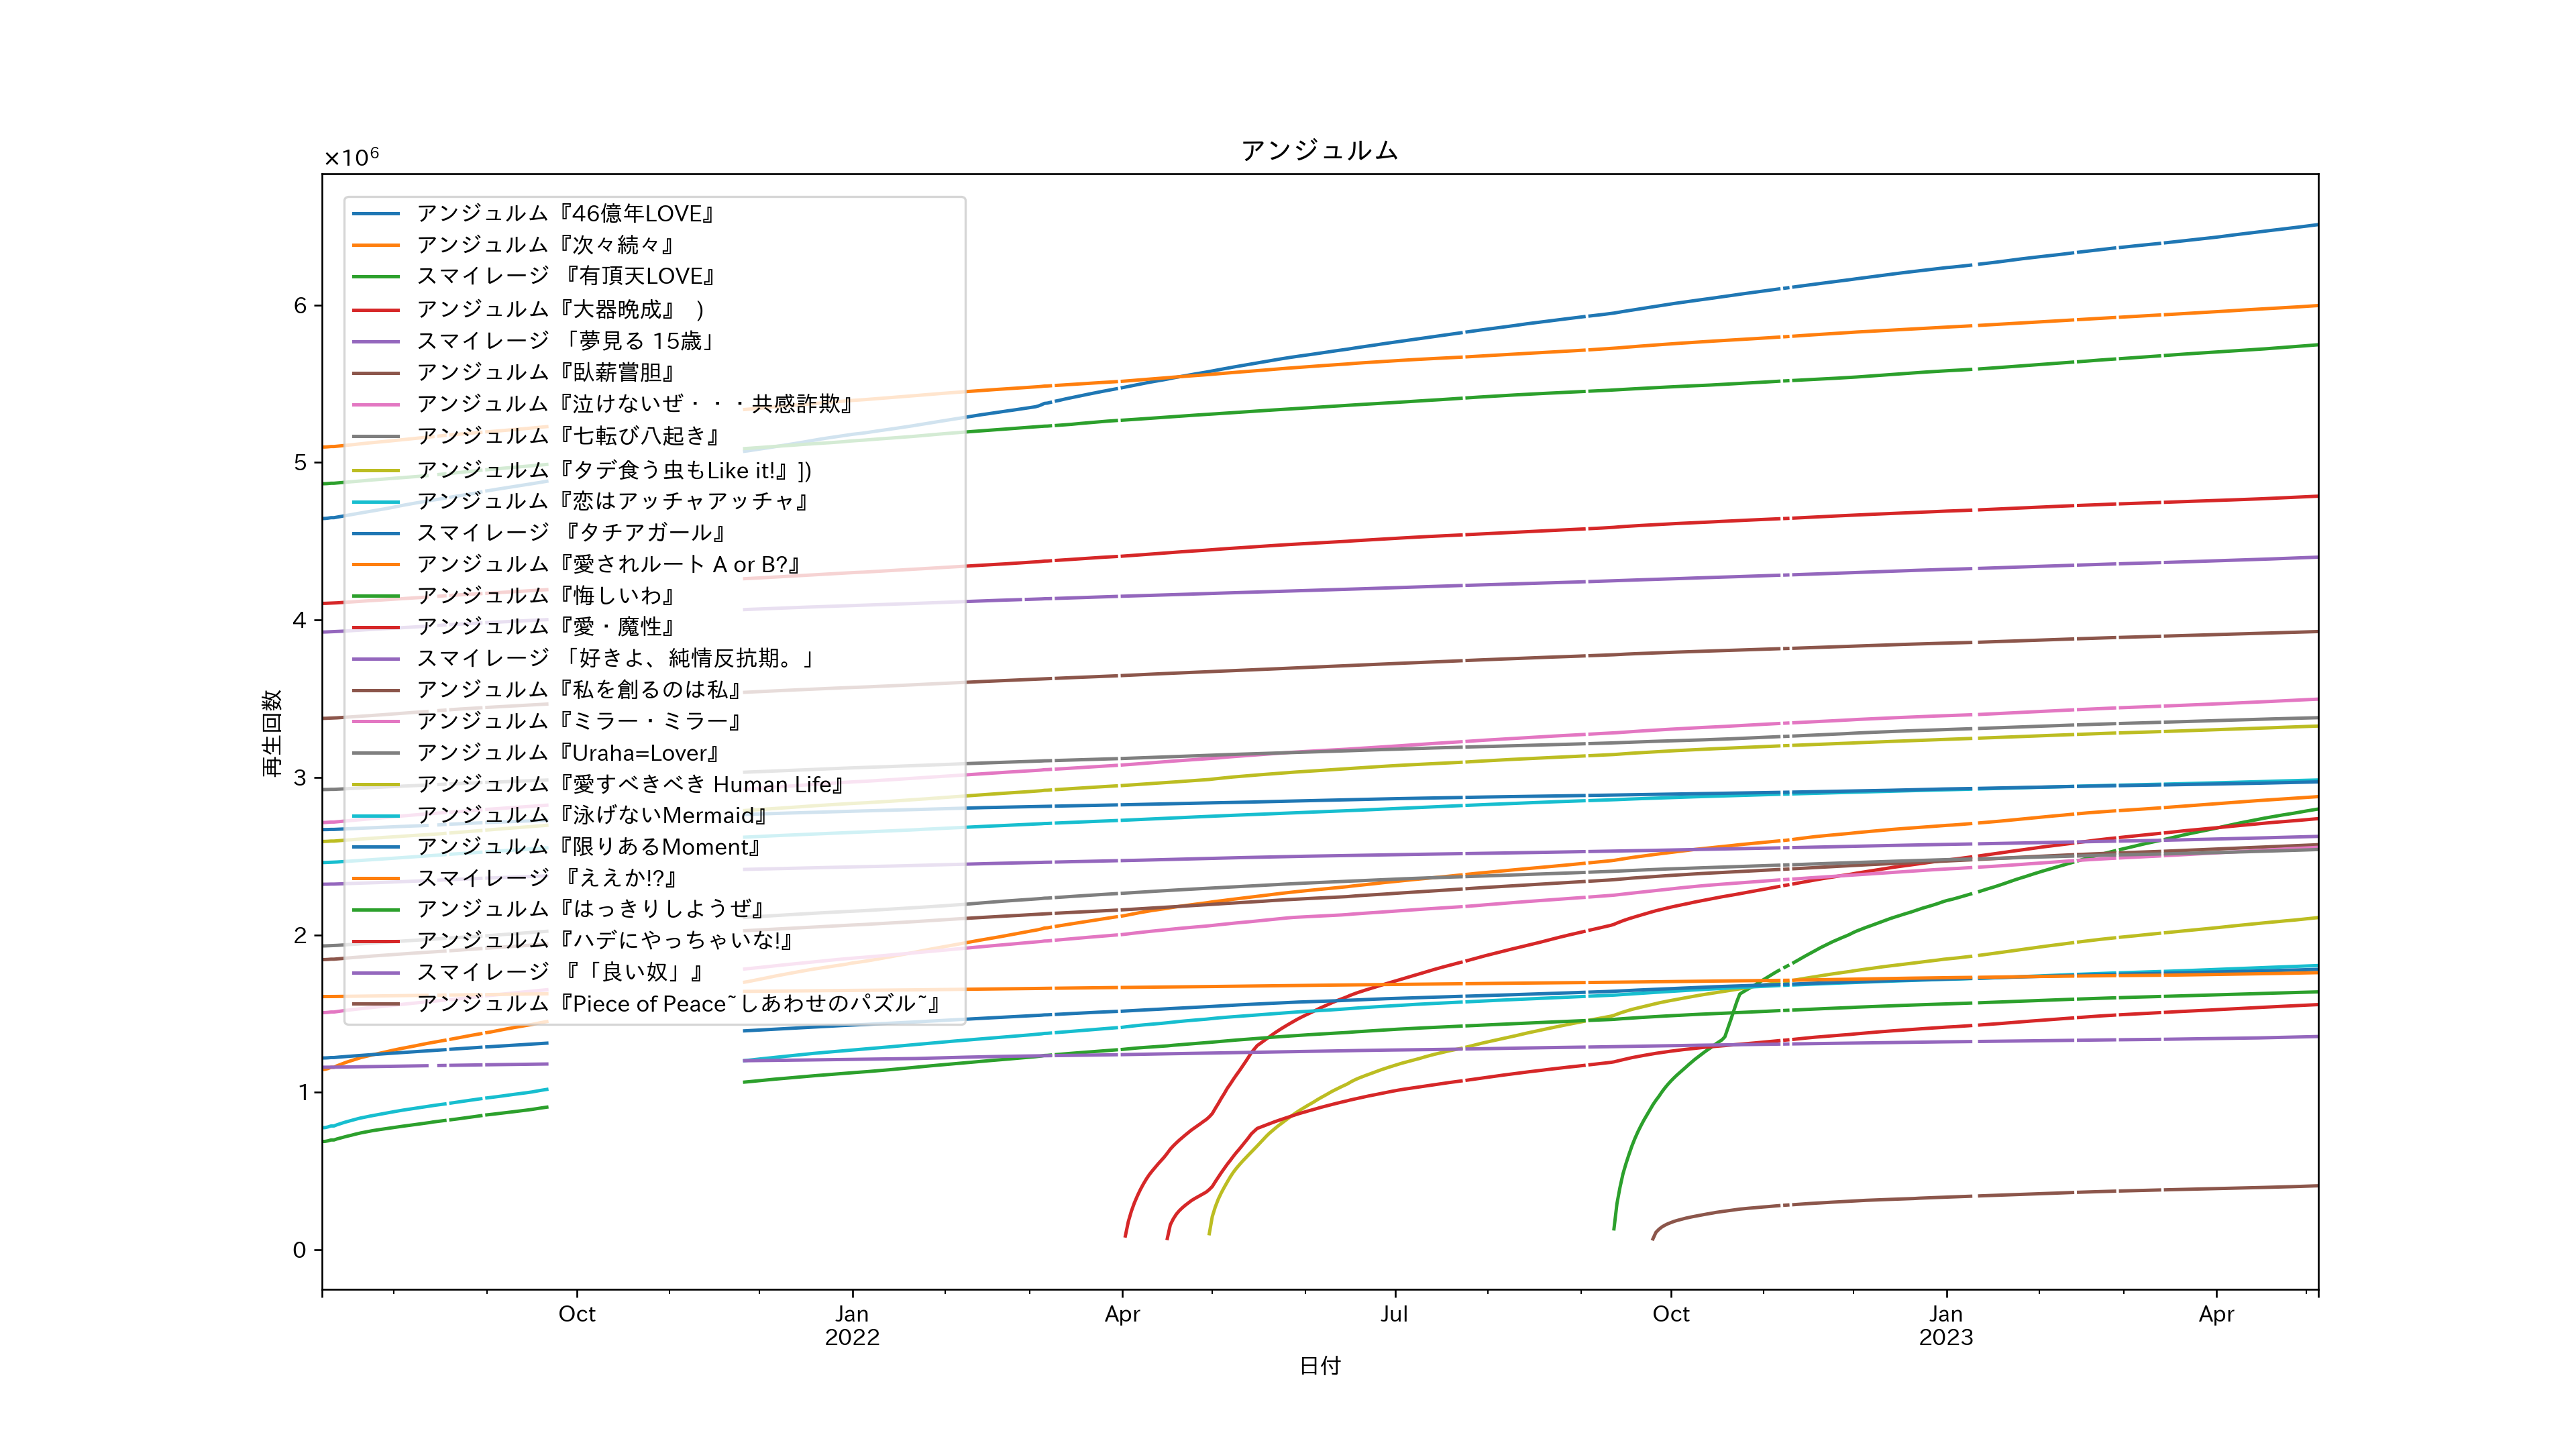 アンジュルム
×10⁶
アンジュルム『46億年LOVE』
アンジュルム『次々続々』
スマイレージ 『有頂天LOVE』
アンジュルム『大器晩成』 )
スマイレージ 「夢見る 15歳」
アンジュルム『臥薪嘗胆』
アンジュルム『泣けないぜ・・・共感詐欺』
アンジュルム『七転び八起き』
アンジュルム『タデ食う虫もLike it!』])
アンジュルム『恋はアッチャアッチャ』
スマイレージ 『タチアガール』
アンジュルム『愛されルート A or B?』
アンジュルム『悔しいわ』
アンジュルム『愛・魔性』
スマイレージ 「好きよ、純情反抗期。」
アンジュルム『私を創るのは私』
アンジュルム『ミラー・ミラー』
アンジュルム『Uraha=Lover』
アンジュルム『愛すべきべき Human Life』
アンジュルム『泳げないMermaid』
アンジュルム『限りあるMoment』
スマイレージ 『ええか!?』
アンジュルム『はっきりしようぜ』
アンジュルム『ハデにやっちゃいな!』
スマイレージ 『「良い奴」』
アンジュルム『Piece of Peace~しあわせのパズル~』
6
5
4
3
2
1
0
再生回数
Oct
Jan
2022
Apr
Jul
Oct
Jan
2023
Apr
日付